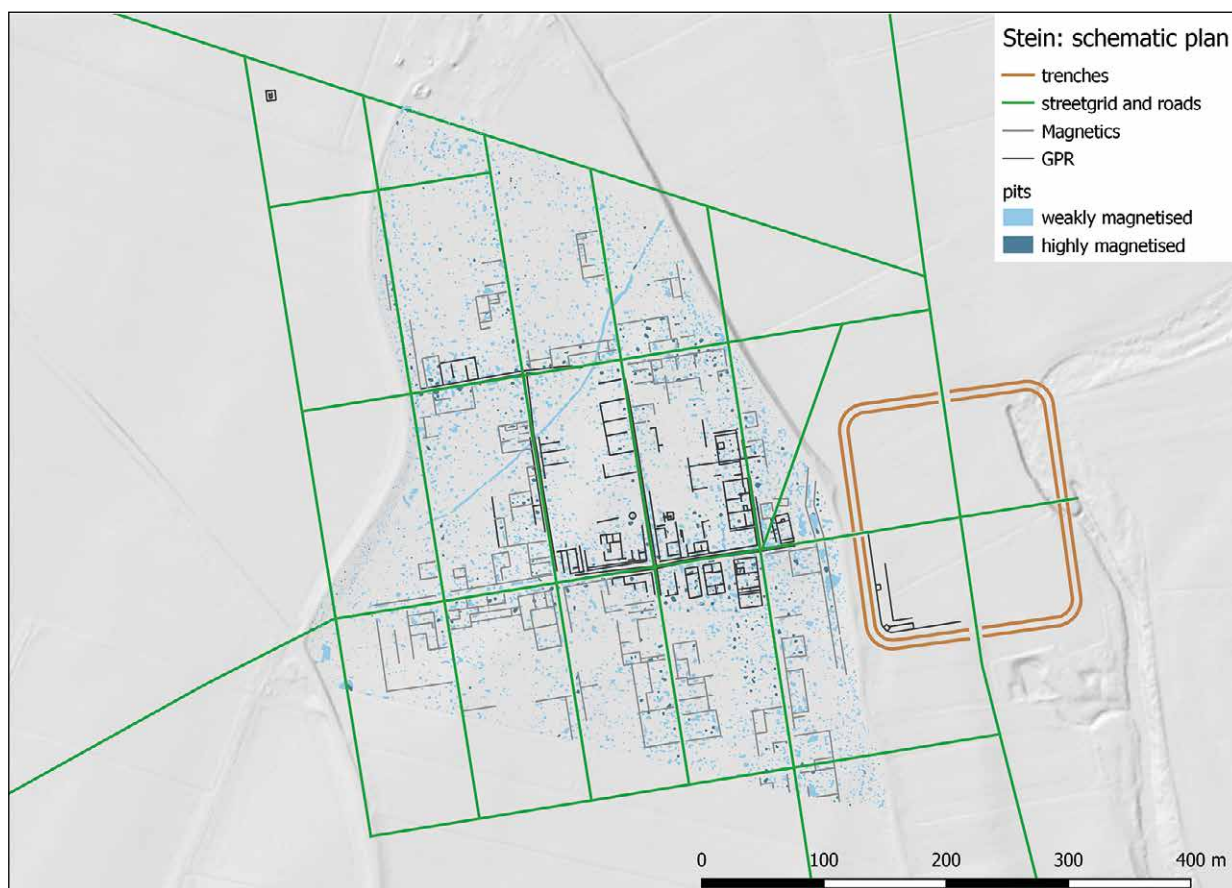 Stein: schematic plan
trenches
streetgrid and roads
Magnetics
GPR
pits
weakly magnetised
highly magnetised
0 100 200 300 400 m